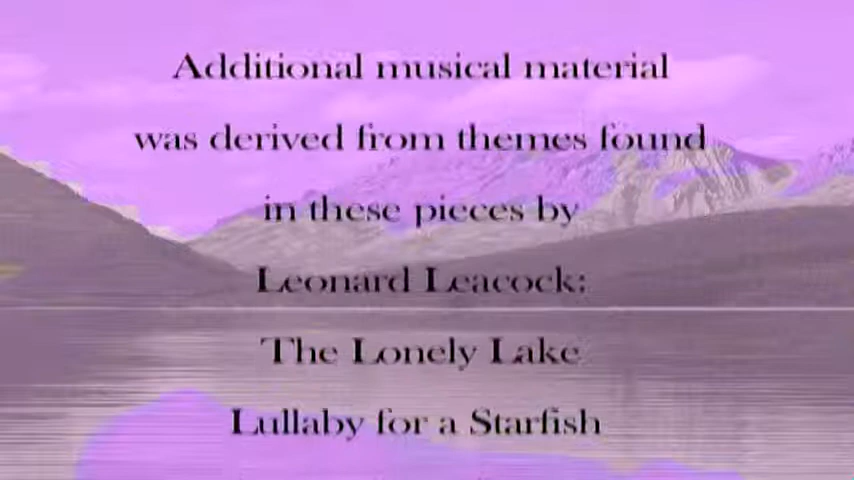 Additional musical material
was derived from themes found
in these pieces by
Leonard Leacock:
The Lonely Lake
Lullaby for a Starfish